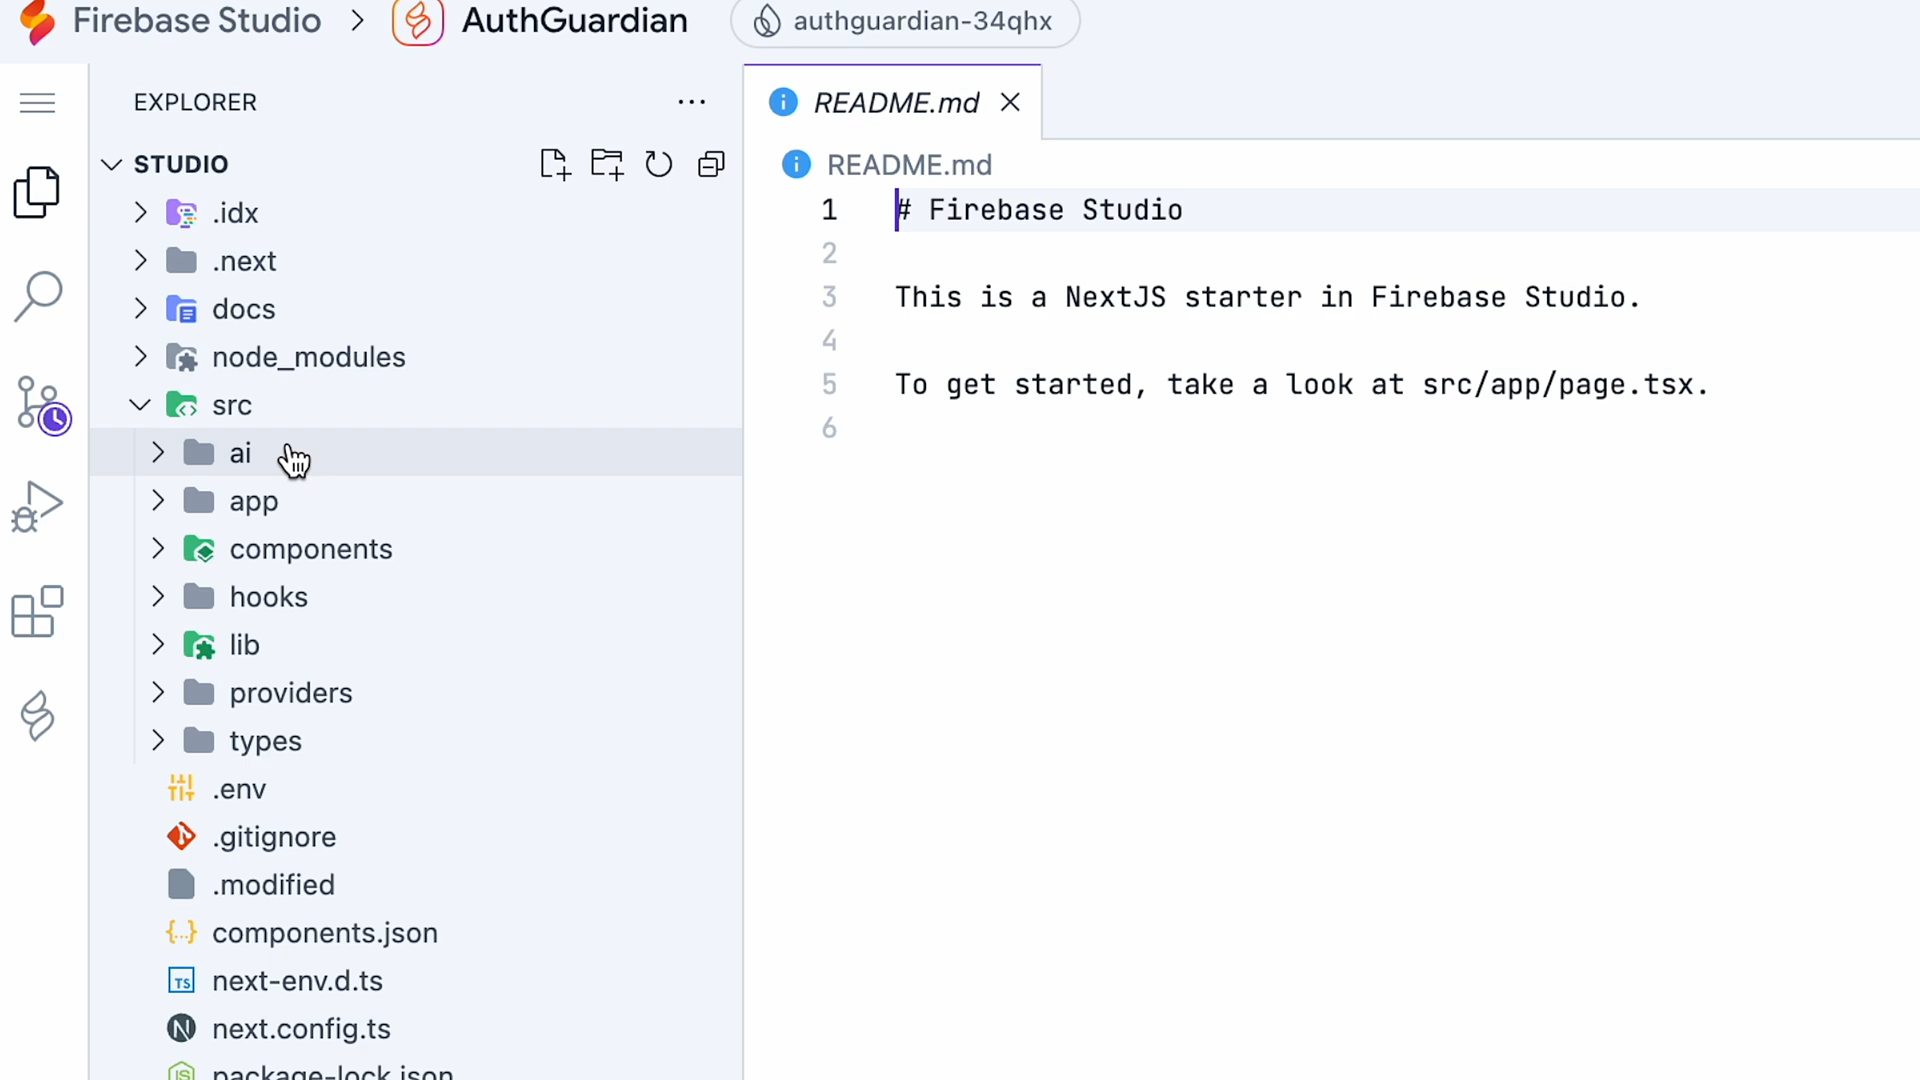 Firebase Studio > AuthGuardian authguardian-34qhx
EXPLORER ...
README.md
STUDIO
README.md
.idx
.next
docs
node_modules
src
ai
app
components
hooks
lib
providers
types
.env
.gitignore
.modified
components.json
next-env.d.ts
next.config.ts
package-lock.json
1 # Firebase Studio
2
3 This is a NextJS starter in Firebase Studio.
4
5 To get started, take a look at src/app/page.tsx.
6